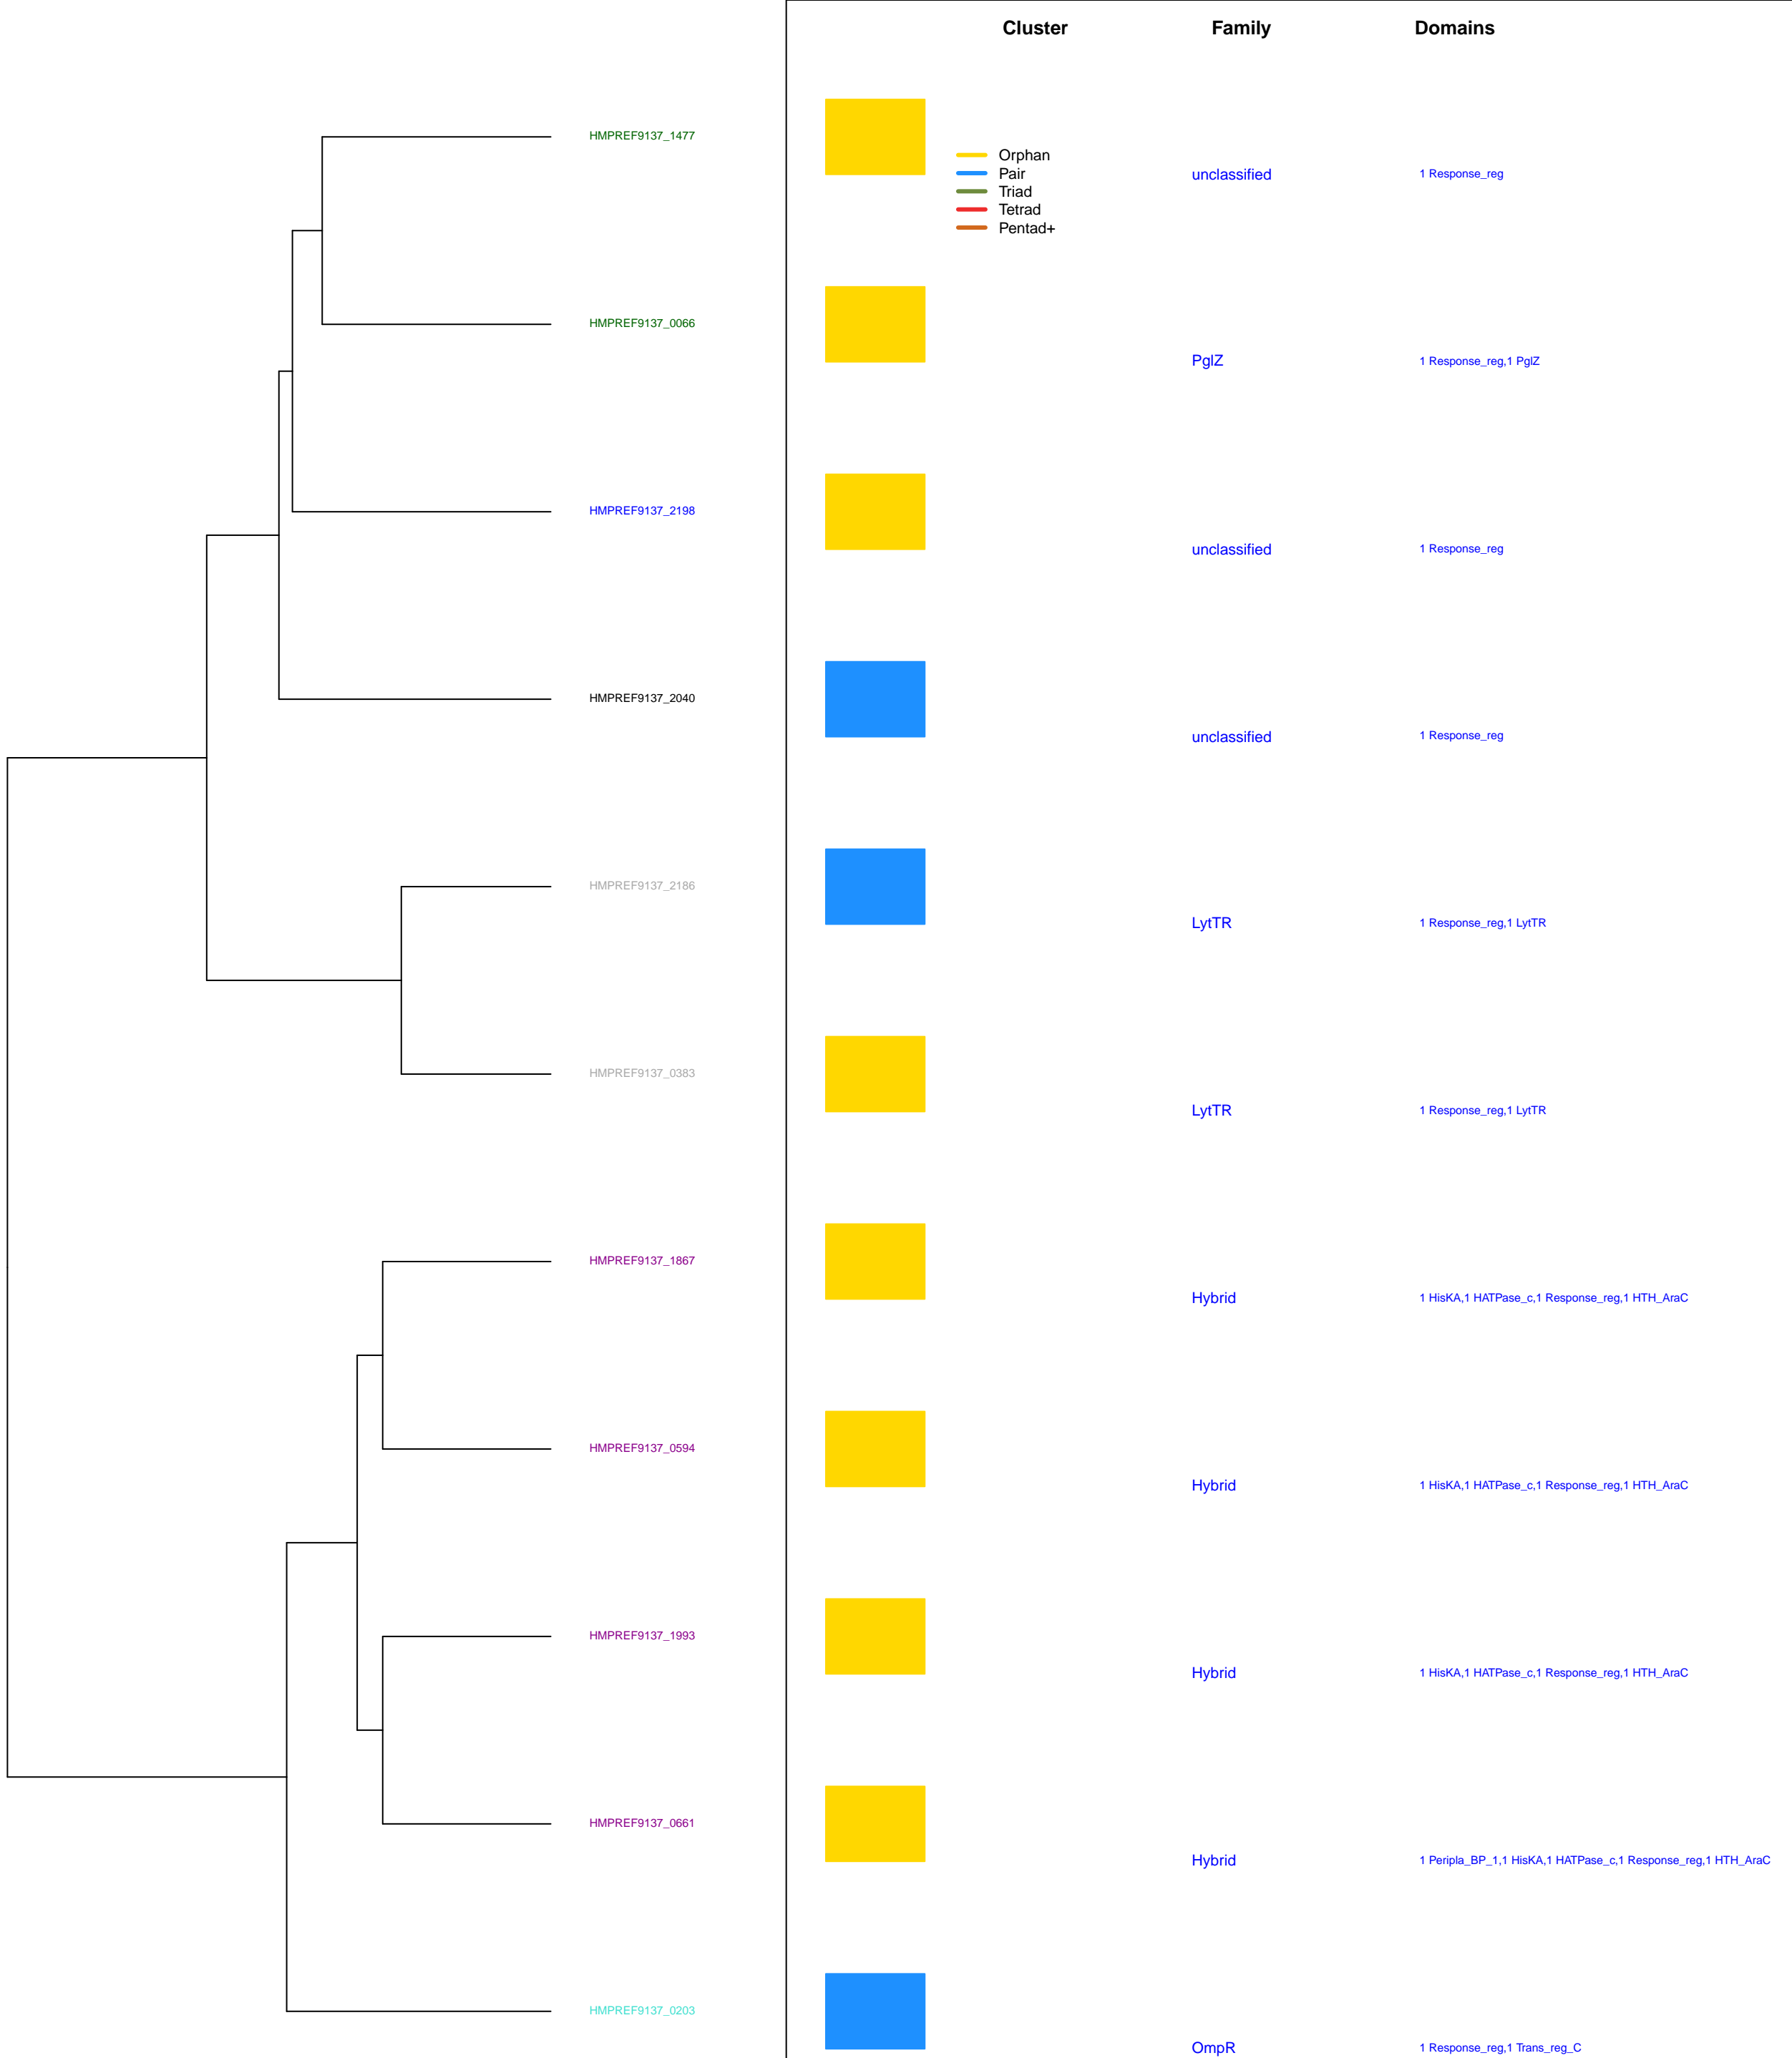 Cluster Family Domains
HMPREF9137_1477
Orphan
Pair
Triad
Tetrad
Pentad+
unclassified 1 Response_reg
HMPREF9137_0066
PglZ 1 Response_reg,1 PglZ
HMPREF9137_2198
unclassified 1 Response_reg
HMPREF9137_2040
unclassified 1 Response_reg
HMPREF9137_2186
LytTR 1 Response_reg,1 LytTR
HMPREF9137_0383
LytTR 1 Response_reg,1 LytTR
HMPREF9137_1867
Hybrid 1 HisKA,1 HATPase_c,1 Response_reg,1 HTH_AraC
HMPREF9137_0594
Hybrid 1 HisKA,1 HATPase_c,1 Response_reg,1 HTH_AraC
HMPREF9137_1993
Hybrid 1 HisKA,1 HATPase_c,1 Response_reg,1 HTH_AraC
HMPREF9137_0661
Hybrid 1 Peripla_BP_1,1 HisKA,1 HATPase_c,1 Response_reg,1 HTH_AraC
HMPREF9137_0203
OmpR 1 Response_reg,1 Trans_reg_C